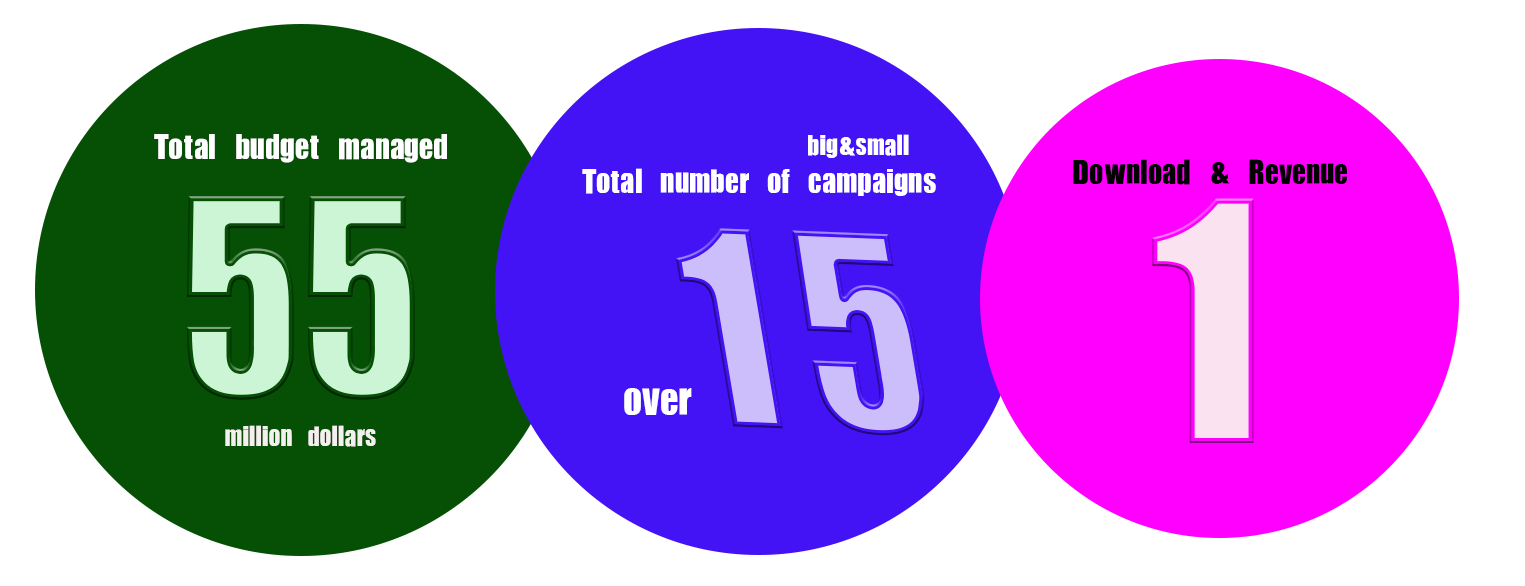 Total budget managed
55
million dollars
big&small
Total number of campaigns
over 15
Download & Revenue
1